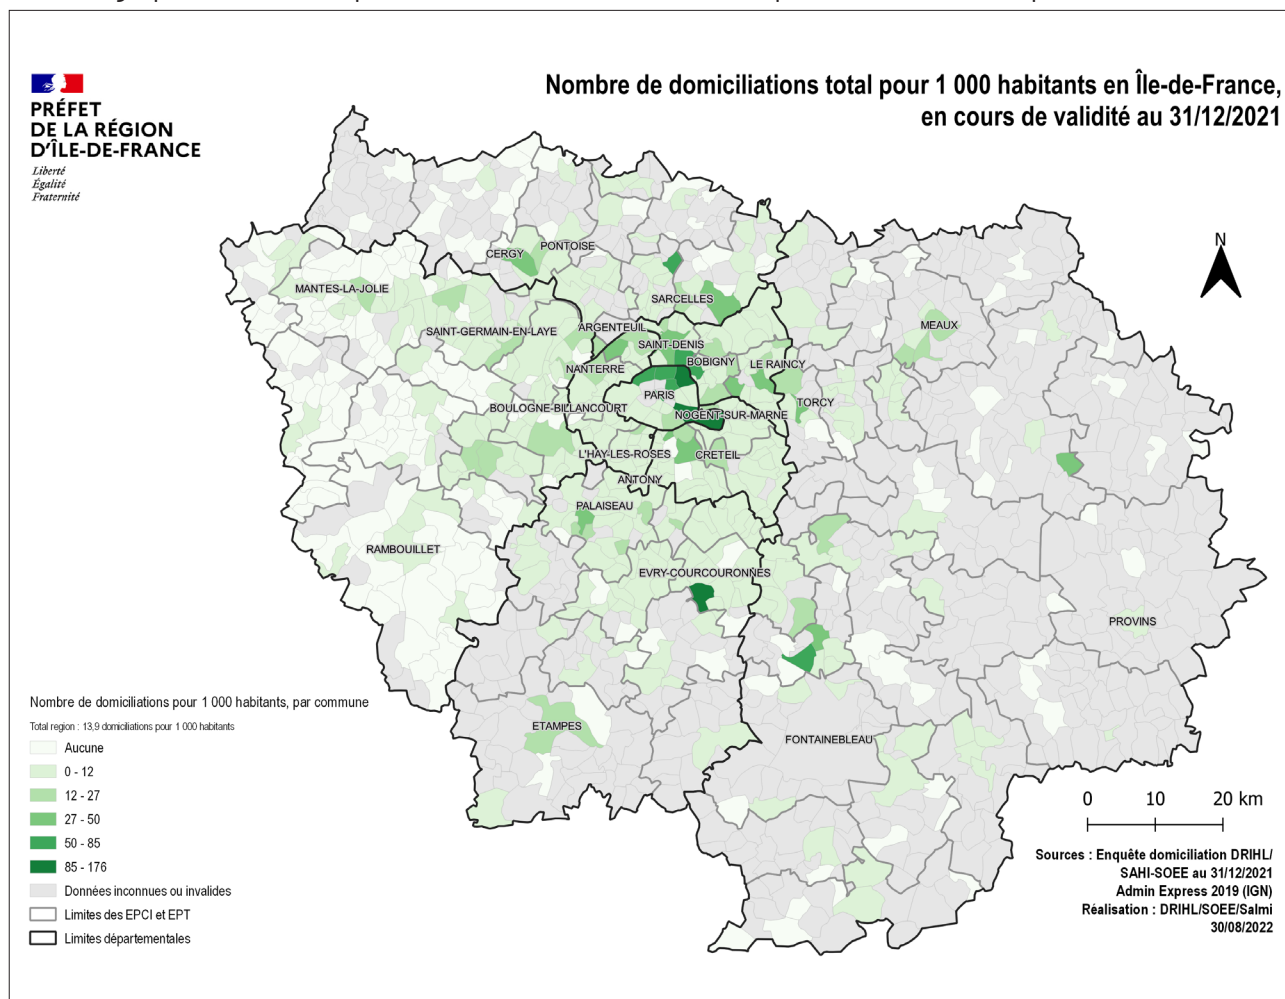 Nombre de domiciliations total pour 1 000 habitants en Île-de-France,
en cours de validité au 31/12/2021
PRÉFET
DE LA RÉGION
D'ÎLE-DE-FRANCE
Liberté
Égalité
Fraternité
N
CERGY
PONTOISE
MANTES-LA-JOLIE
SARCELLES
SAINT-GERMAIN-EN-LAYE
ARGENTEUIL
MEAUX
SAINT-DENIS
BOBIGNY
LE RAINCY
NANTERRE
PARIS
TORCY
BOULOGNE-BILLANCOURT
NOGENT-SUR-MARNE
L'HAY-LES-ROSES
CRETEIL
ANTONY
PALAISEAU
RAMBOUILLET
EVRY-COURCOURONNES
PROVINS
ETAMPES
FONTAINEBLEAU
Nombre de domiciliations pour 1 000 habitants, par commune
Total region : 13,9 domiciliations pour 1 000 habitants
Aucune
0 - 12
12 - 27
27 - 50
50 - 85
85 - 176
Données inconnues ou invalides
Limites des EPCI et EPT
Limites départementales
0 10 20 km
Sources : Enquête domiciliation DRIHL/
SAHI-SOEE au 31/12/2021
Admin Express 2019 (IGN)
Réalisation : DRIHL/SOEE/Salmi
30/08/2022